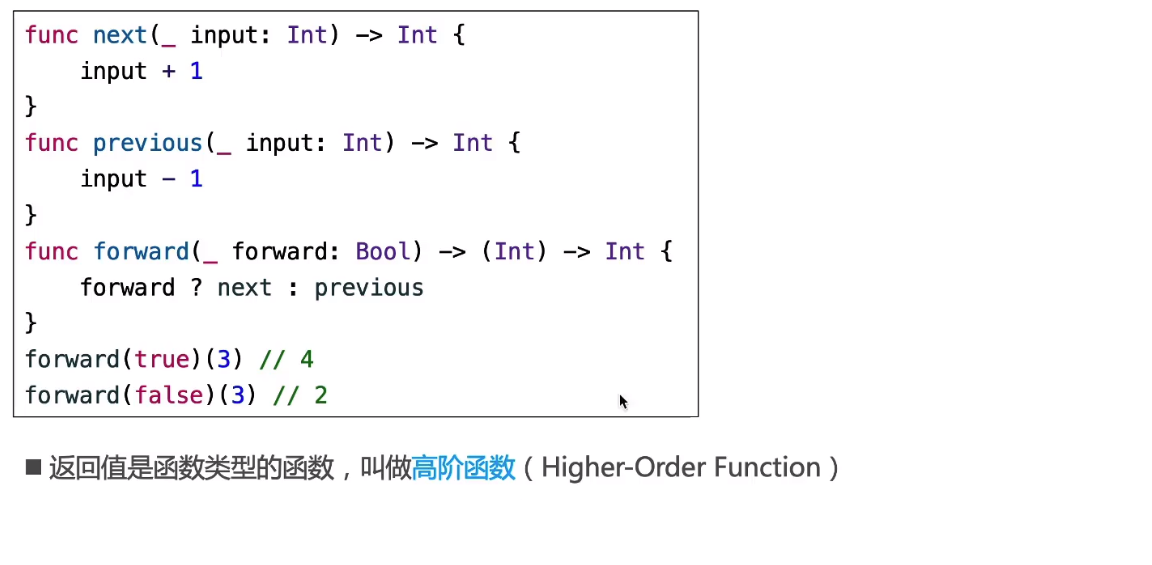 func next(_ input: Int) -> Int {
    input + 1
}
func previous(_ input: Int) -> Int {
    input - 1
}
func forward(_ forward: Bool) -> (Int) -> Int {
    forward ? next : previous
}
forward(true)(3) // 4
forward(false)(3) // 2
■ 返回值是函数类型的函数，叫做高阶函数（Higher-Order Function）